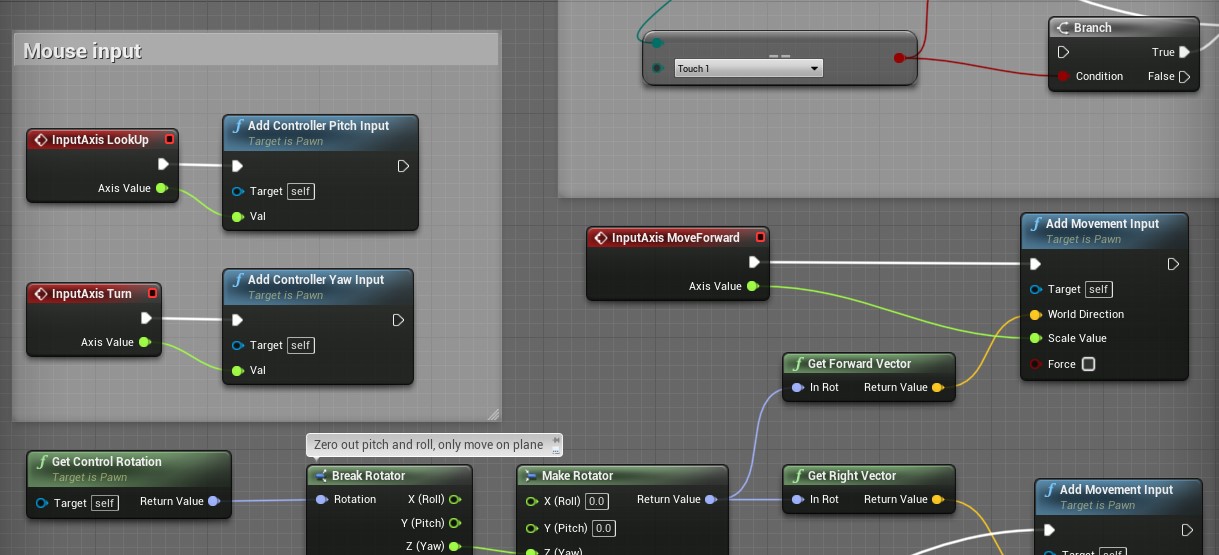 Mouse input
InputAxis LookUp
Axis Value
Add Controller Pitch Input
Target is Pawn
Target self
Val
InputAxis Turn
Axis Value
Add Controller Yaw Input
Target is Pawn
Target self
Val
==
Touch 1
Branch
True
Condition False
InputAxis MoveForward
Axis Value
Add Movement Input
Target is Pawn
Target self
World Direction
Scale Value
Force
Get Forward Vector
In Rot Return Value
Zero out pitch and roll, only move on plane
Get Control Rotation
Target is Pawn
Target self Return Value
Break Rotator
Rotation X (Roll)
Y (Pitch)
Z (Yaw)
Make Rotator
X (Roll) 0.0 Return Value
Y (Pitch) 0.0
Z (Yaw)
Get Right Vector
In Rot Return Value
Add Movement Input
Target is Pawn
Target self